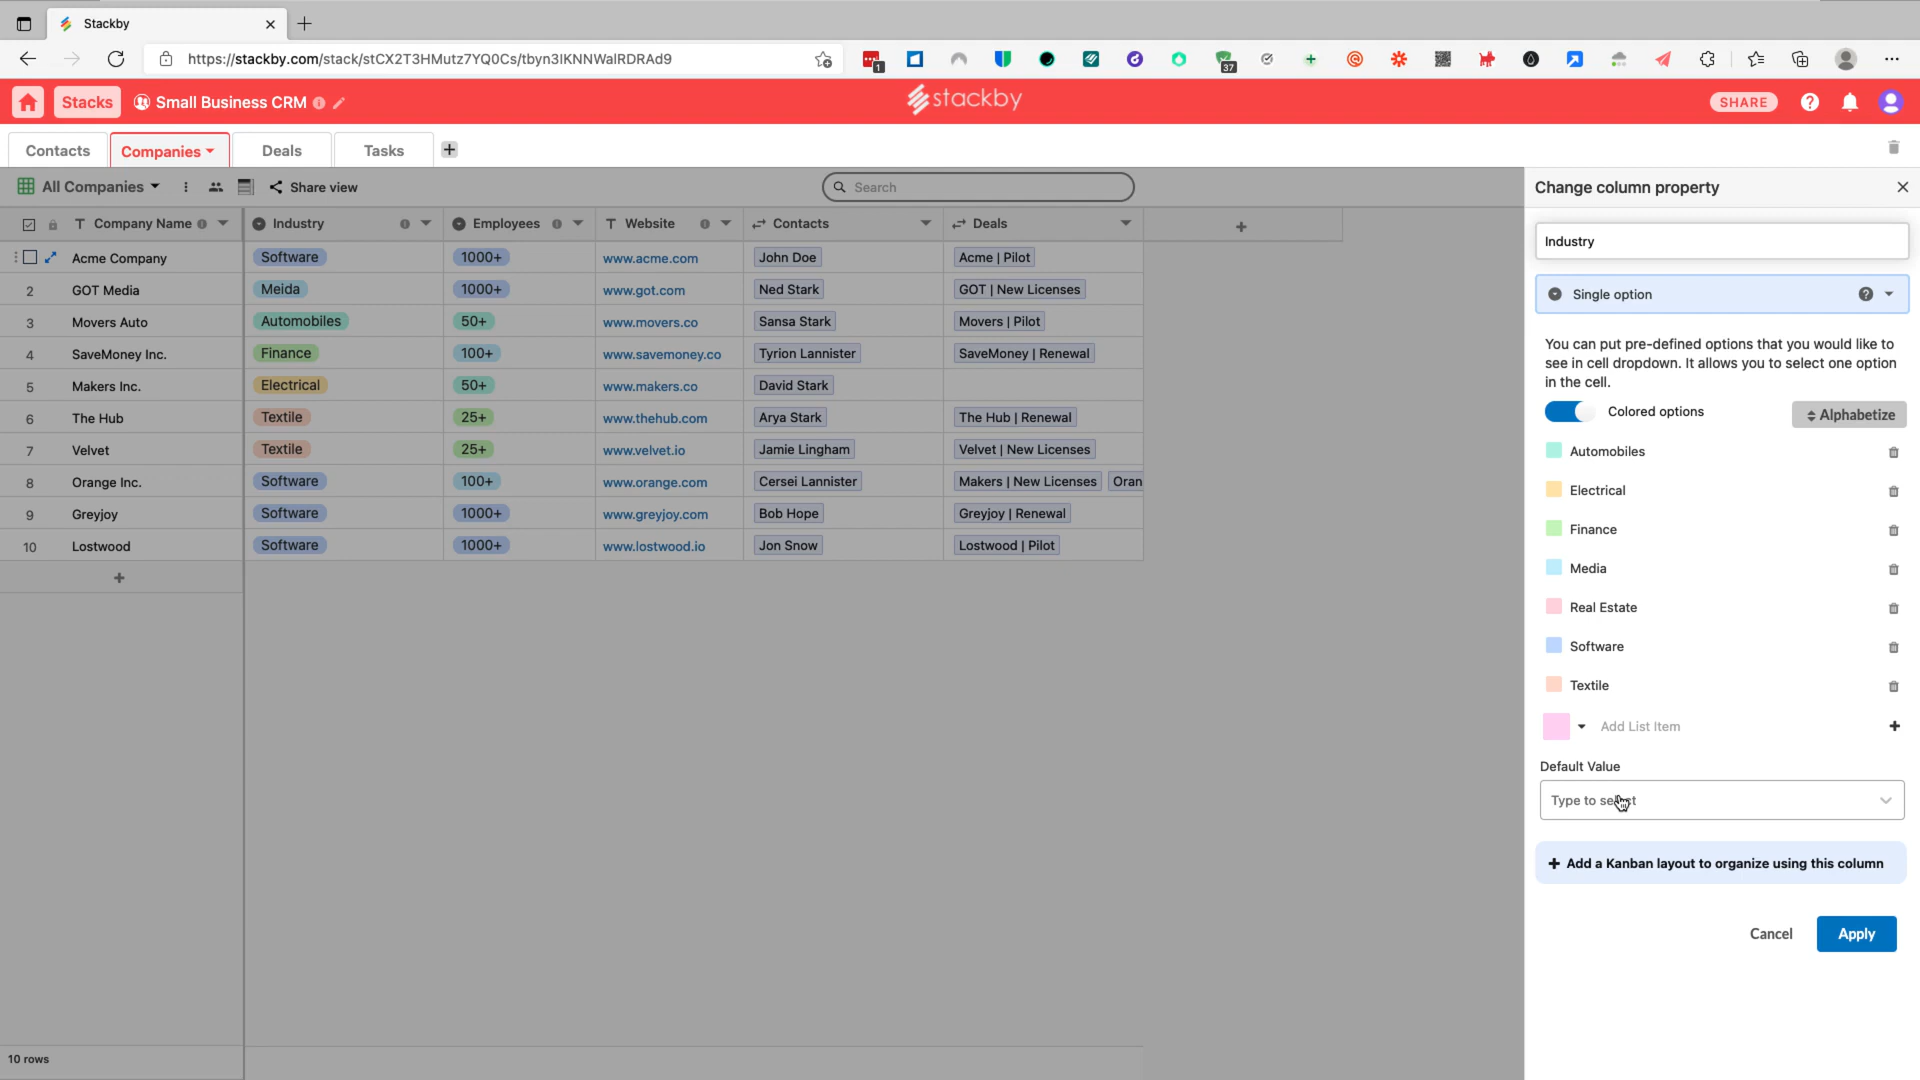 Stackby
https://stackby.com/stack/stCX2T3HMutz7YQ0Cs/tbyn3IKNNWalRDRAd9
1
37
Stacks
Small Business CRM
stackby
SHARE
Contacts
Companies
Deals
Tasks
All Companies
Share view
Search
Change column property
Company Name
Industry
Employees
Website
Contacts
Deals
Industry
Acme Company Software 1000+ www.acme.com John Doe Acme | Pilot
2 GOT Media Meida 1000+ www.got.com Ned Stark GOT | New Licenses
3 Movers Auto Automobiles 50+ www.movers.co Sansa Stark Movers | Pilot
4 SaveMoney Inc. Finance 100+ www.savemoney.co Tyrion Lannister SaveMoney | Renewal
5 Makers Inc. Electrical 50+ www.makers.co David Stark
6 The Hub Textile 25+ www.thehub.com Arya Stark The Hub | Renewal
7 Velvet Textile 25+ www.velvet.io Jamie Lingham Velvet | New Licenses
8 Orange Inc. Software 100+ www.orange.com Cersei Lannister Makers | New Licenses Oran
9 Greyjoy Software 1000+ www.greyjoy.com Bob Hope Greyjoy | Renewal
10 Lostwood Software 1000+ www.lostwood.io Jon Snow Lostwood | Pilot
10 rows
Single option
You can put pre-defined options that you would like to
see in cell dropdown. It allows you to select one option
in the cell.
Colored options
Alphabetize
Automobiles
Electrical
Finance
Media
Real Estate
Software
Textile
Add List Item
Default Value
Type to select
Add a Kanban layout to organize using this column
Cancel
Apply